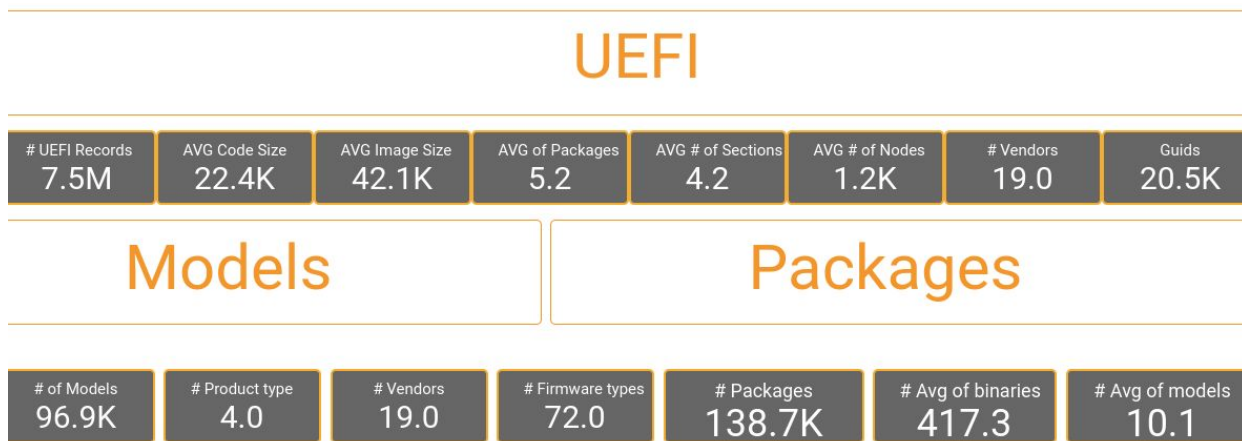 UEFI
# UEFI Records AVG Code Size AVG Image Size AVG of Packages AVG # of Sections AVG # of Nodes # Vendors Guids
7.5M 22.4K 42.1K 5.2 4.2 1.2K 19.0 20.5K
Models Packages
# of Models # Product type # Vendors # Firmware types # Packages # Avg of binaries # Avg of models
96.9K 4.0 19.0 72.0 138.7K 417.3 10.1